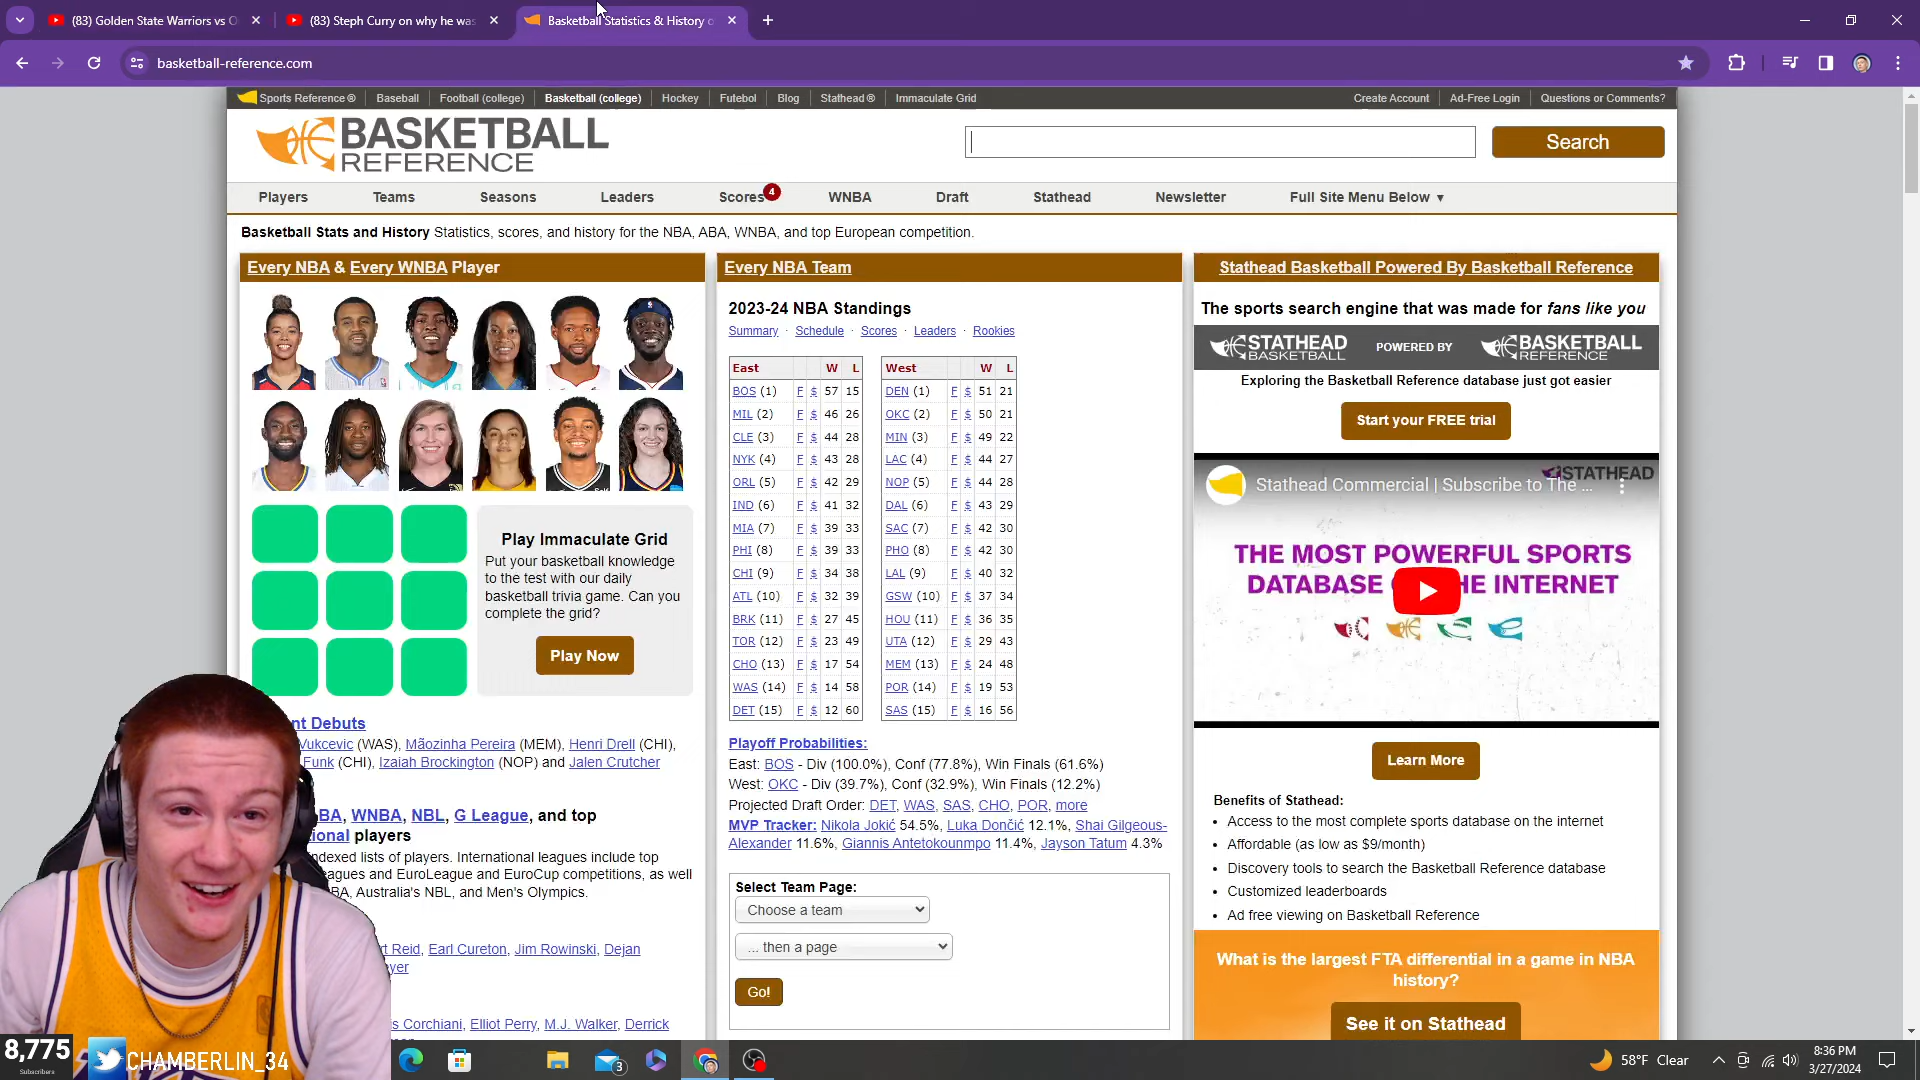 (83) Golden State Warriors vs O
(83) Steph Curry on why he was
Basketball Statistics & History o
basketball-reference.com
Sports Reference ®
Baseball
Football (college)
Basketball (college)
Hockey
Futebol
Blog
Stathead ®
Immaculate Grid
Create Account
Ad-Free Login
Questions or Comments?
BASKETBALL
REFERENCE
Search
Players
Teams
Seasons
Leaders
Scores 4
WNBA
Draft
Stathead
Newsletter
Full Site Menu Below ▼
Basketball Stats and History Statistics, scores, and history for the NBA, ABA, WNBA, and top European competition.
Every NBA & Every WNBA Player
Play Immaculate Grid
Put your basketball knowledge
to the test with our daily
basketball trivia game. Can you
complete the grid?
Play Now
nt Debuts
Vukcevic (WAS), Mãozinha Pereira (MEM), Henri Drell (CHI),
Funk (CHI), Izaiah Brockington (NOP) and Jalen Crutcher
BA, WNBA, NBL, G League, and top
tional players
ndexed lists of players. International leagues include top
eagues and EuroLeague and EuroCup competitions, as well
BA, Australia's NBL, and Men's Olympics.
rt Reid, Earl Cureton, Jim Rowinski, Dejan
yer
s Corchiani, Elliot Perry, M.J. Walker, Derrick
Every NBA Team
2023-24 NBA Standings
Summary · Schedule · Scores · Leaders · Rookies
East W L West W L
BOS (1) F $ 57 15 DEN (1) F $ 51 21
MIL (2) F $ 46 26 OKC (2) F $ 50 21
CLE (3) F $ 44 28 MIN (3) F $ 49 22
NYK (4) F $ 43 28 LAC (4) F $ 44 27
ORL (5) F $ 42 29 NOP (5) F $ 44 28
IND (6) F $ 41 32 DAL (6) F $ 43 29
MIA (7) F $ 39 33 SAC (7) F $ 42 30
PHI (8) F $ 39 33 PHO (8) F $ 42 30
CHI (9) F $ 34 38 LAL (9) F $ 40 32
ATL (10) F $ 32 39 GSW (10) F $ 37 34
BRK (11) F $ 27 45 HOU (11) F $ 36 35
TOR (12) F $ 23 49 UTA (12) F $ 29 43
CHO (13) F $ 17 54 MEM (13) F $ 24 48
WAS (14) F $ 14 58 POR (14) F $ 19 53
DET (15) F $ 12 60 SAS (15) F $ 16 56
Playoff Probabilities:
East: BOS - Div (100.0%), Conf (77.8%), Win Finals (61.6%)
West: OKC - Div (39.7%), Conf (32.9%), Win Finals (12.2%)
Projected Draft Order: DET, WAS, SAS, CHO, POR, more
MVP Tracker: Nikola Jokić 54.5%, Luka Dončić 12.1%, Shai Gilgeous-
Alexander 11.6%, Giannis Antetokounmpo 11.4%, Jayson Tatum 4.3%
Select Team Page:
Choose a team
... then a page
Go!
Stathead Basketball Powered By Basketball Reference
The sports search engine that was made for fans like you
STATHEAD
BASKETBALL
POWERED BY
BASKETBALL
REFERENCE
Exploring the Basketball Reference database just got easier
Start your FREE trial
STATHEAD
Stathead Commercial | Subscribe to The ...
THE MOST POWERFUL SPORTS
DATABASE O HE INTERNET
Learn More
Benefits of Stathead:
• Access to the most complete sports database on the internet
• Affordable (as low as $9/month)
• Discovery tools to search the Basketball Reference database
• Customized leaderboards
• Ad free viewing on Basketball Reference
What is the largest FTA differential in a game in NBA
history?
See it on Stathead
8,775
Subscribers
CHAMBERLIN_34
3
58°F Clear
8:36 PM
3/27/2024